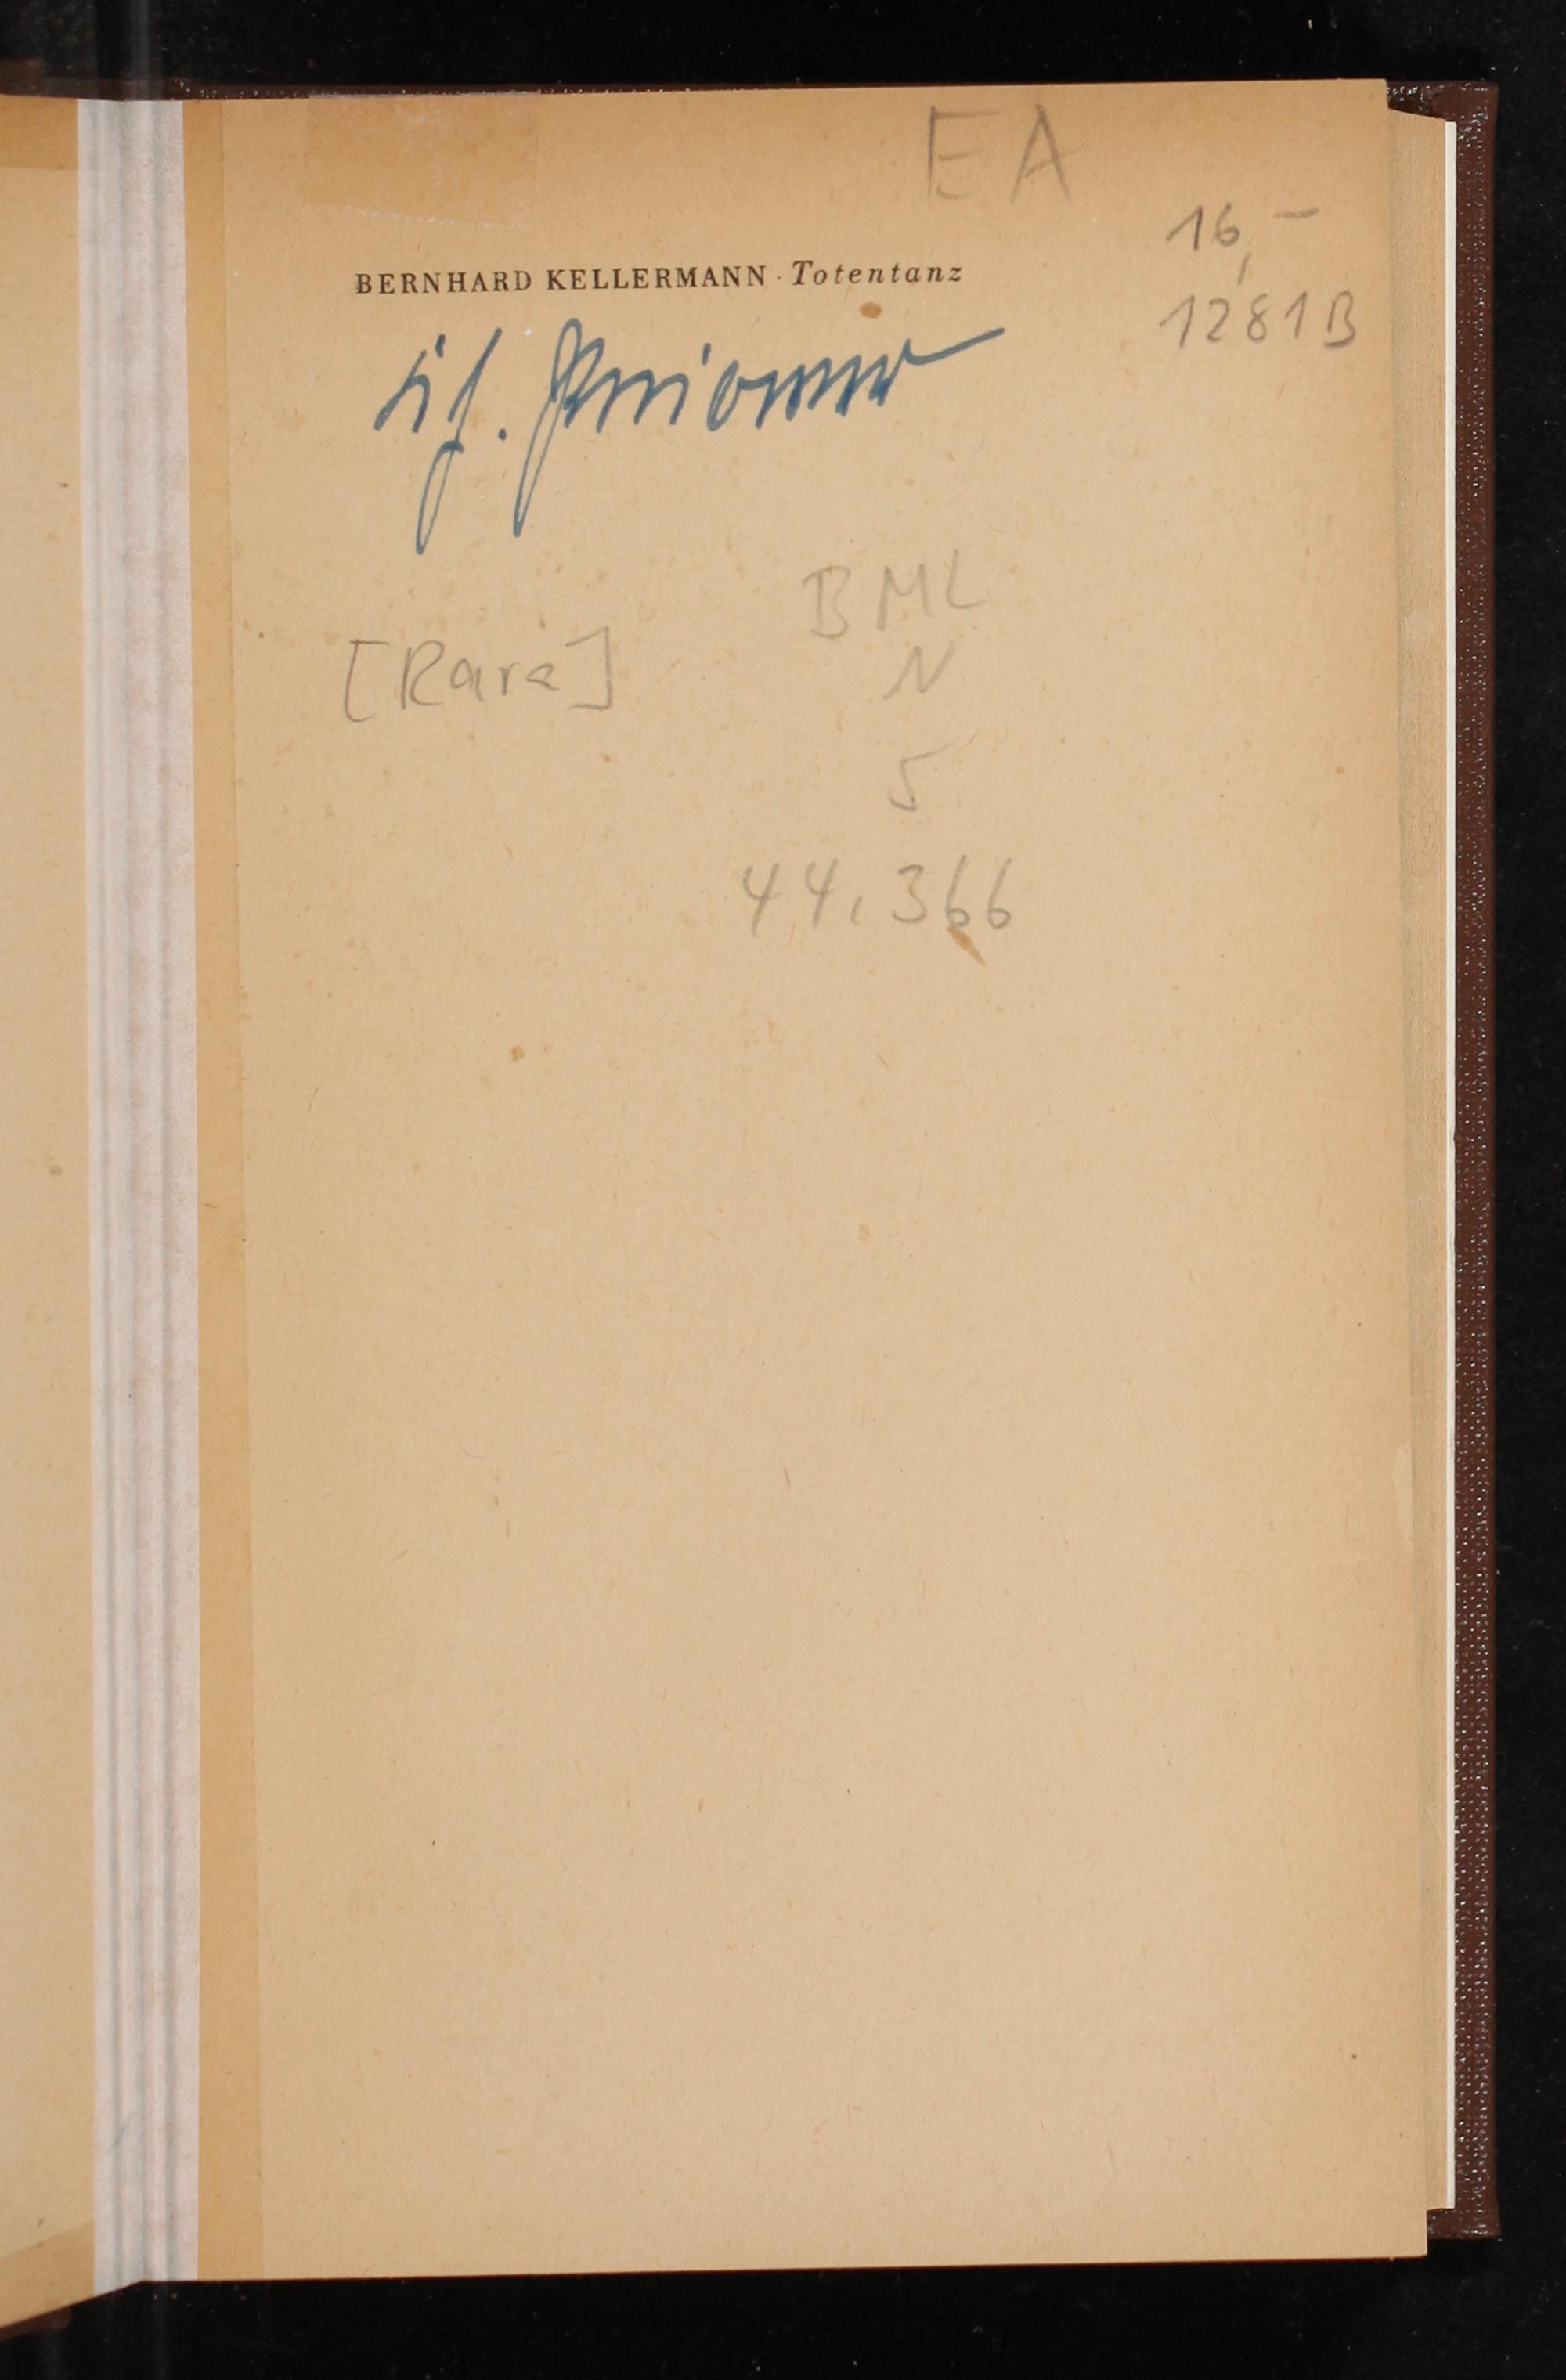 EA
16,–
BERNHARD KELLERMANN · Totentanz
1281B
BML
[Rara]
N
5
44.366